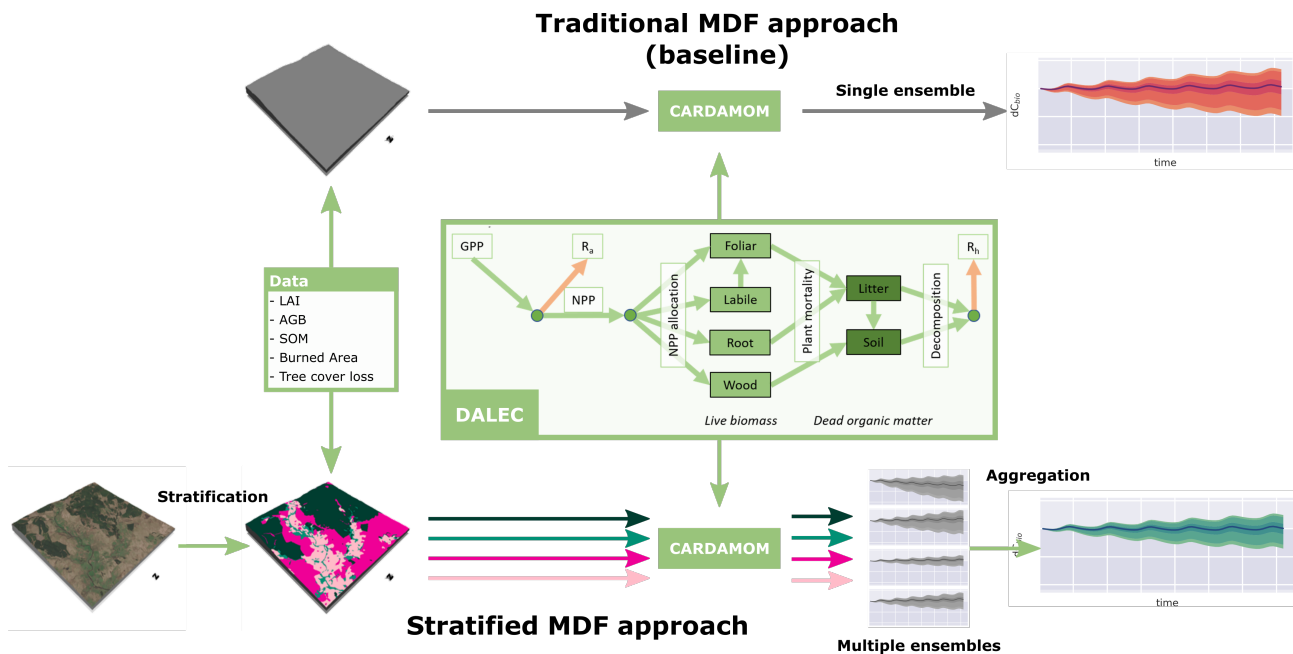 Traditional MDF approach
(baseline)
CARDAMOM
Single ensemble
dC_bio
time
Data
- LAI
- AGB
- SOM
- Burned Area
- Tree cover loss
GPP
R_a
NPP
NPP allocation
Foliar
Labile
Root
Wood
Plant mortality
Litter
Soil
Decomposition
R_h
DALEC
Live biomass
Dead organic matter
Stratification
CARDAMOM
Aggregation
time
Stratified MDF approach
Multiple ensembles